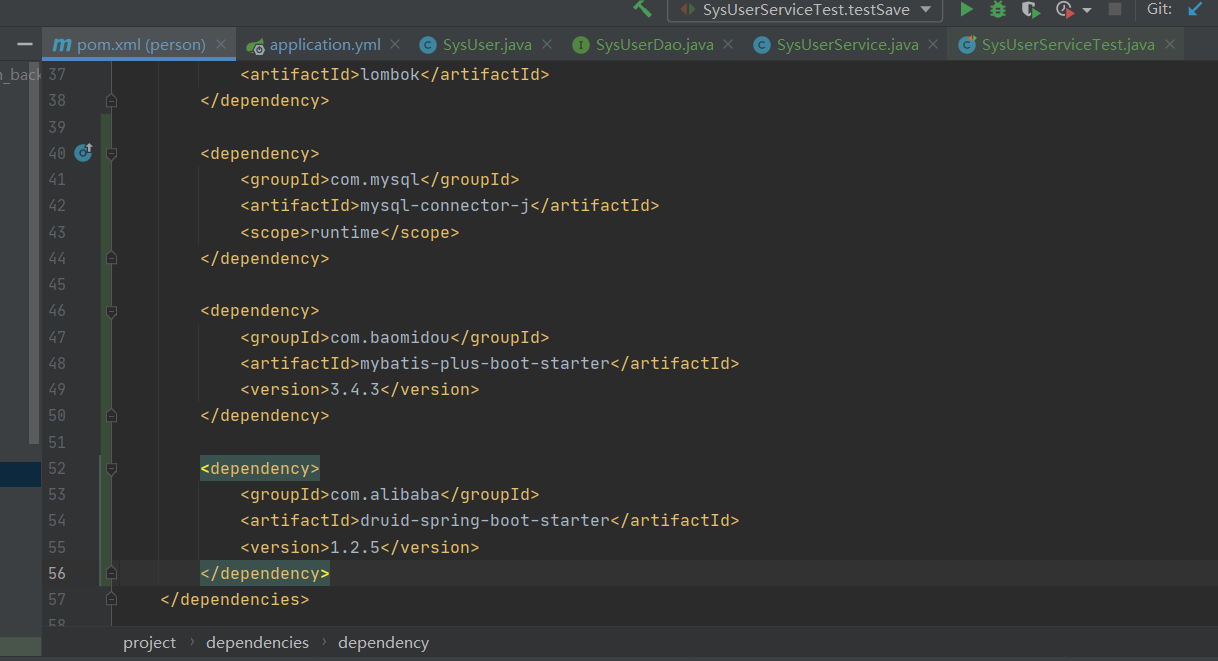 SysUserServiceTest.testSave
Git:
pom.xml (person) application.yml SysUser.java SysUserDao.java SysUserService.java SysUserServiceTest.java
37 <artifactId>lombok</artifactId>
38 </dependency>
39
40 <dependency>
41 <groupId>com.mysql</groupId>
42 <artifactId>mysql-connector-j</artifactId>
43 <scope>runtime</scope>
44 </dependency>
45
46 <dependency>
47 <groupId>com.baomidou</groupId>
48 <artifactId>mybatis-plus-boot-starter</artifactId>
49 <version>3.4.3</version>
50 </dependency>
51
52 <dependency>
53 <groupId>com.alibaba</groupId>
54 <artifactId>druid-spring-boot-starter</artifactId>
55 <version>1.2.5</version>
56 </dependency>
57 </dependencies>
58
project › dependencies › dependency